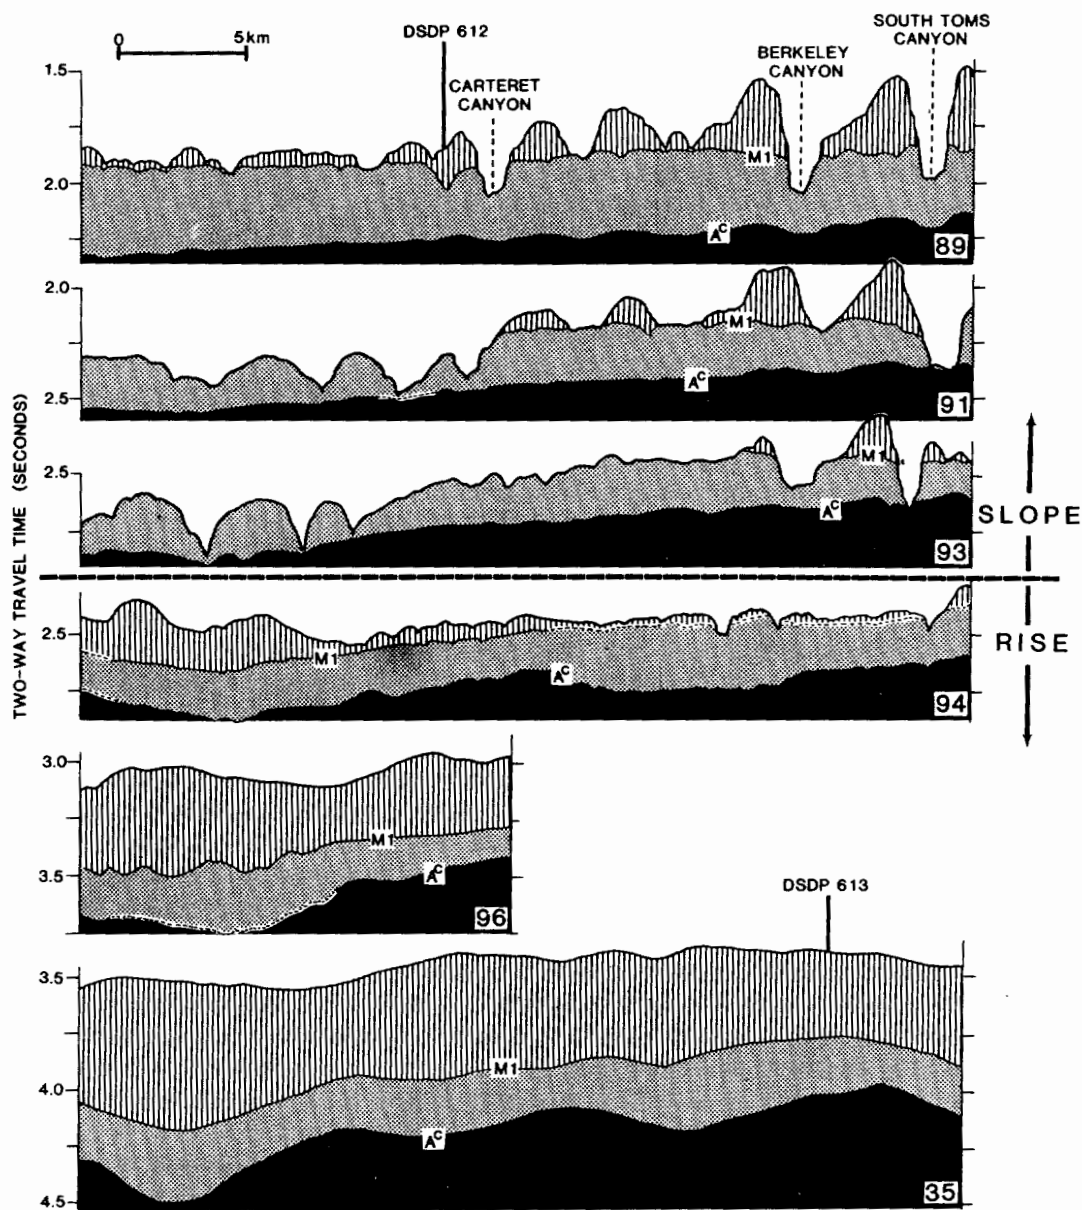 0 5km
DSDP 612
SOUTH TOMS
CANYON
BERKELEY
CANYON
CARTERET
CANYON
1.5
2.0
M1
A^C
89
2.0
2.5
M1
A^C
91
2.5
M1
A^C
93
SLOPE
TWO-WAY TRAVEL TIME (SECONDS)
RISE
2.5
M1
A^C
94
3.0
3.5
M1
A^C
96
DSDP 613
3.5
4.0
4.5
M1
A^C
35